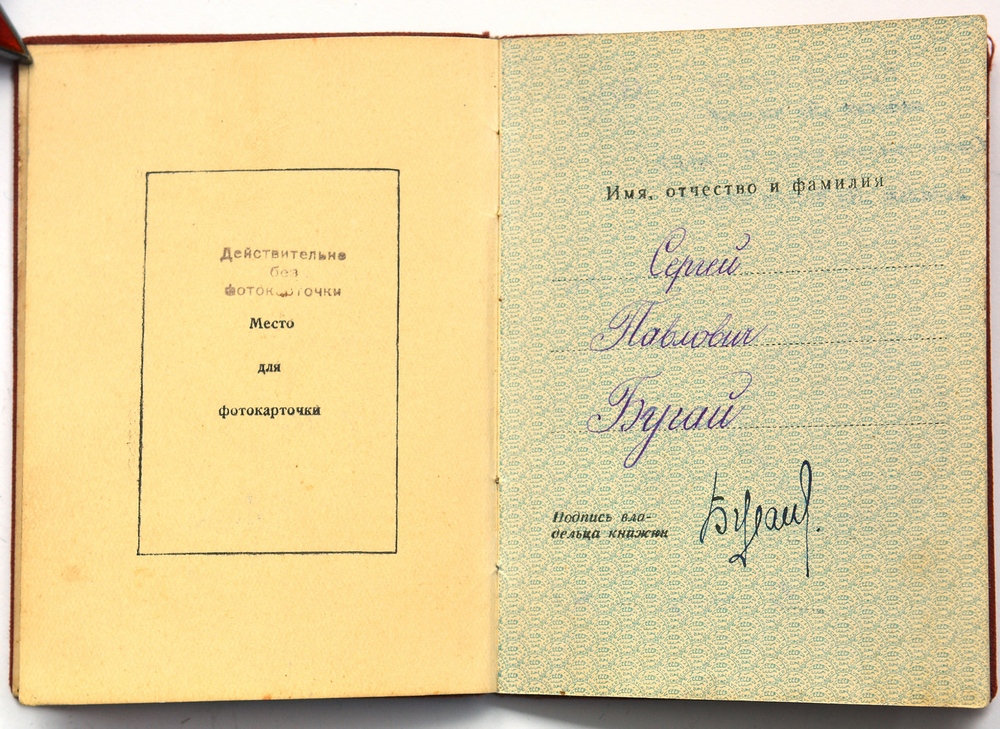 Действительно
без
фотокарточки
Место
для
фотокарточки
Имя, отчество и фамилия
Сергей
Павлович
Бугай
Подпись вла-
дельца книжки
Бугай.